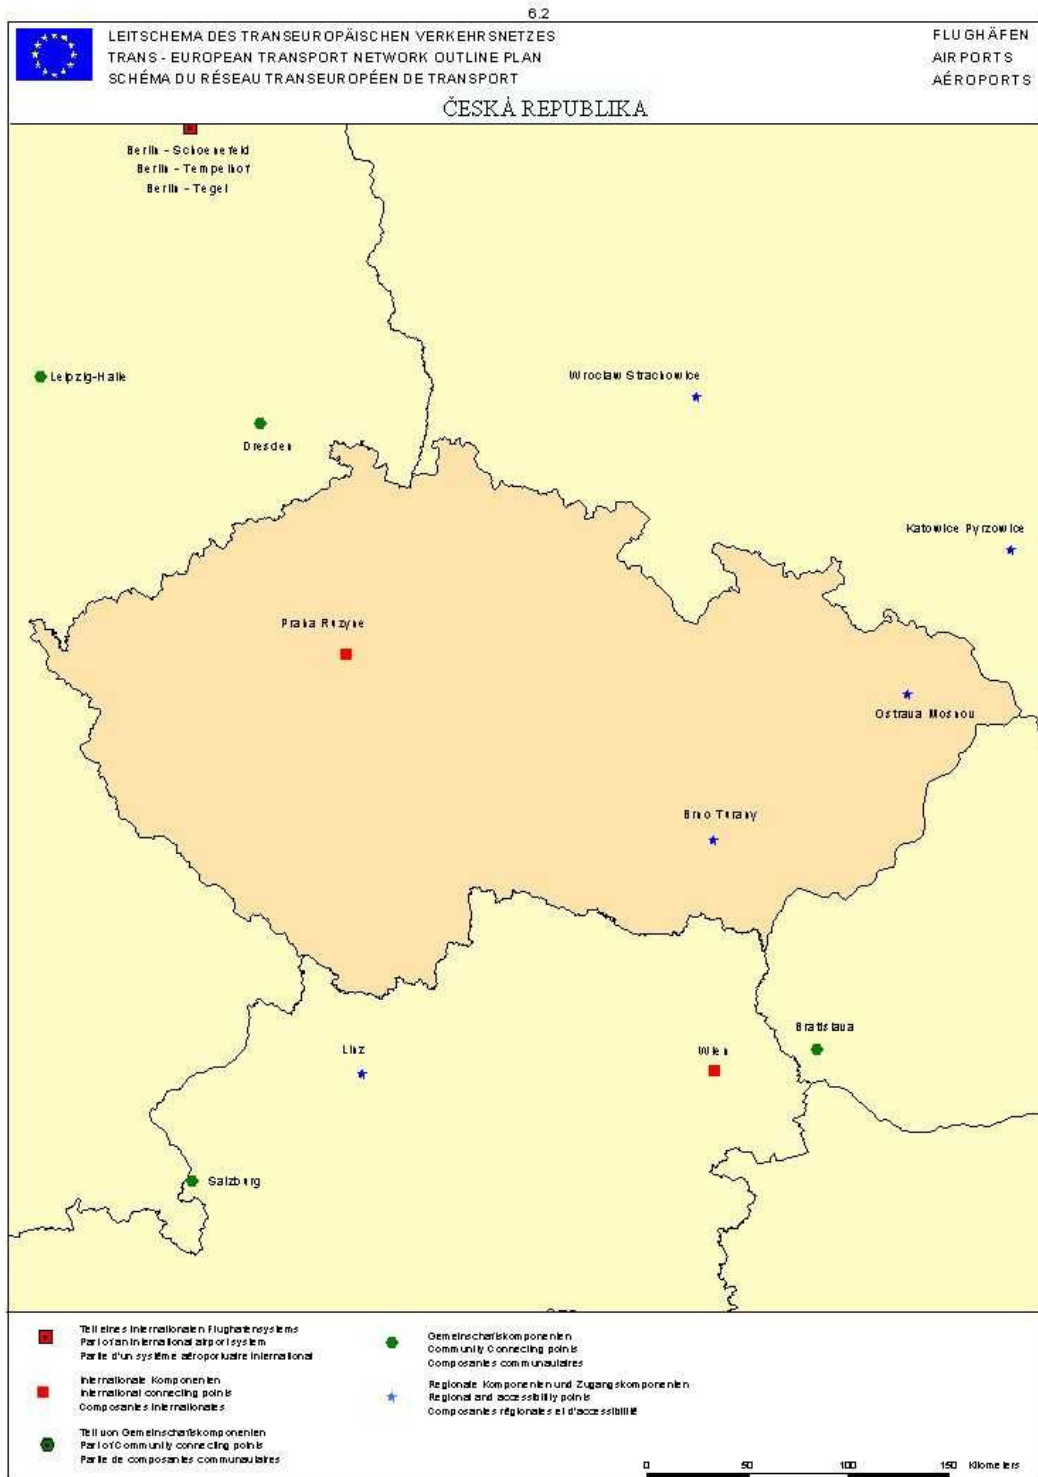 6.2
LEITSCHEMA DES TRANSEUROPÄISCHEN VERKEHRSNETZES
TRANS - EUROPEAN TRANSPORT NETWORK OUTLINE PLAN
SCHÉMA DU RÉSEAU TRANSEUROPÉEN DE TRANSPORT
FLUGHÄFEN
AIRPORTS
AÉROPORTS
ČESKÁ REPUBLIKA
Berlin - Schoenefeld
Berlin - Tempelhof
Berlin - Tegel
Leipzig-Halle
Wroclaw Strachowice
Dresden
Katowice Pyrzowice
Praha Ruzyne
Ostrava Mosnov
Brno Turany
Bratislava
Linz
Wien
Salzburg
Teil eines Internationalen Flughafensystems
Part of an international airport system
Partie d'un système aéroportuaire international
Internationale Komponenten
International connecting points
Composantes internationales
Teil von Gemeinschaftskomponenten
Part of Community connecting points
Partie de composantes communautaires
Gemeinschaftskomponenten
Community Connecting points
Composantes communautaires
Regionale Komponenten und Zugangskomponenten
Regional and accessibility points
Composantes régionales et d'accessibilité
0 50 100 150 Kilometers